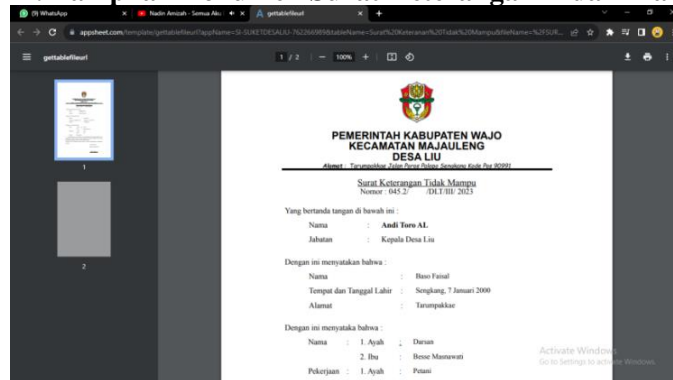 (9) WhatsApp
Nadin Amizah - Semua Aku
gettablefileurl
appsheet.com/template/gettablefileurl?appName=SI-SUKETDESALIU-762266989&tableName=Surat%20Keterangan%20Tidak%20Mampu&fileName=%2FSUR...
gettablefileurl
1 / 2
100%
1
2
PEMERINTAH KABUPATEN WAJO
KECAMATAN MAJAULENG
DESA LIU
Alamat : Tarumpakkae Jalan Poros Palopo Sengkang Kode Pos 90991
Surat Keterangan Tidak Mampu
Nomor : 045.2/ /DLT/III/ 2023
Yang bertanda tangan di bawah ini :
Nama : Andi Toro AL.
Jabatan : Kepala Desa Liu
Dengan ini menyatakan bahwa :
Nama : Baso Faisal
Tempat dan Tanggal Lahir : Sengkang, 7 Januari 2000
Alamat : Tarumpakkae
Dengan ini menyataka bahwa :
Nama : 1. Ayah : Darsan
2. Ibu : Besse Masnawati
Pekerjaan : 1. Ayah : Petani
Activate Windows
Go to Settings to activate Windows.